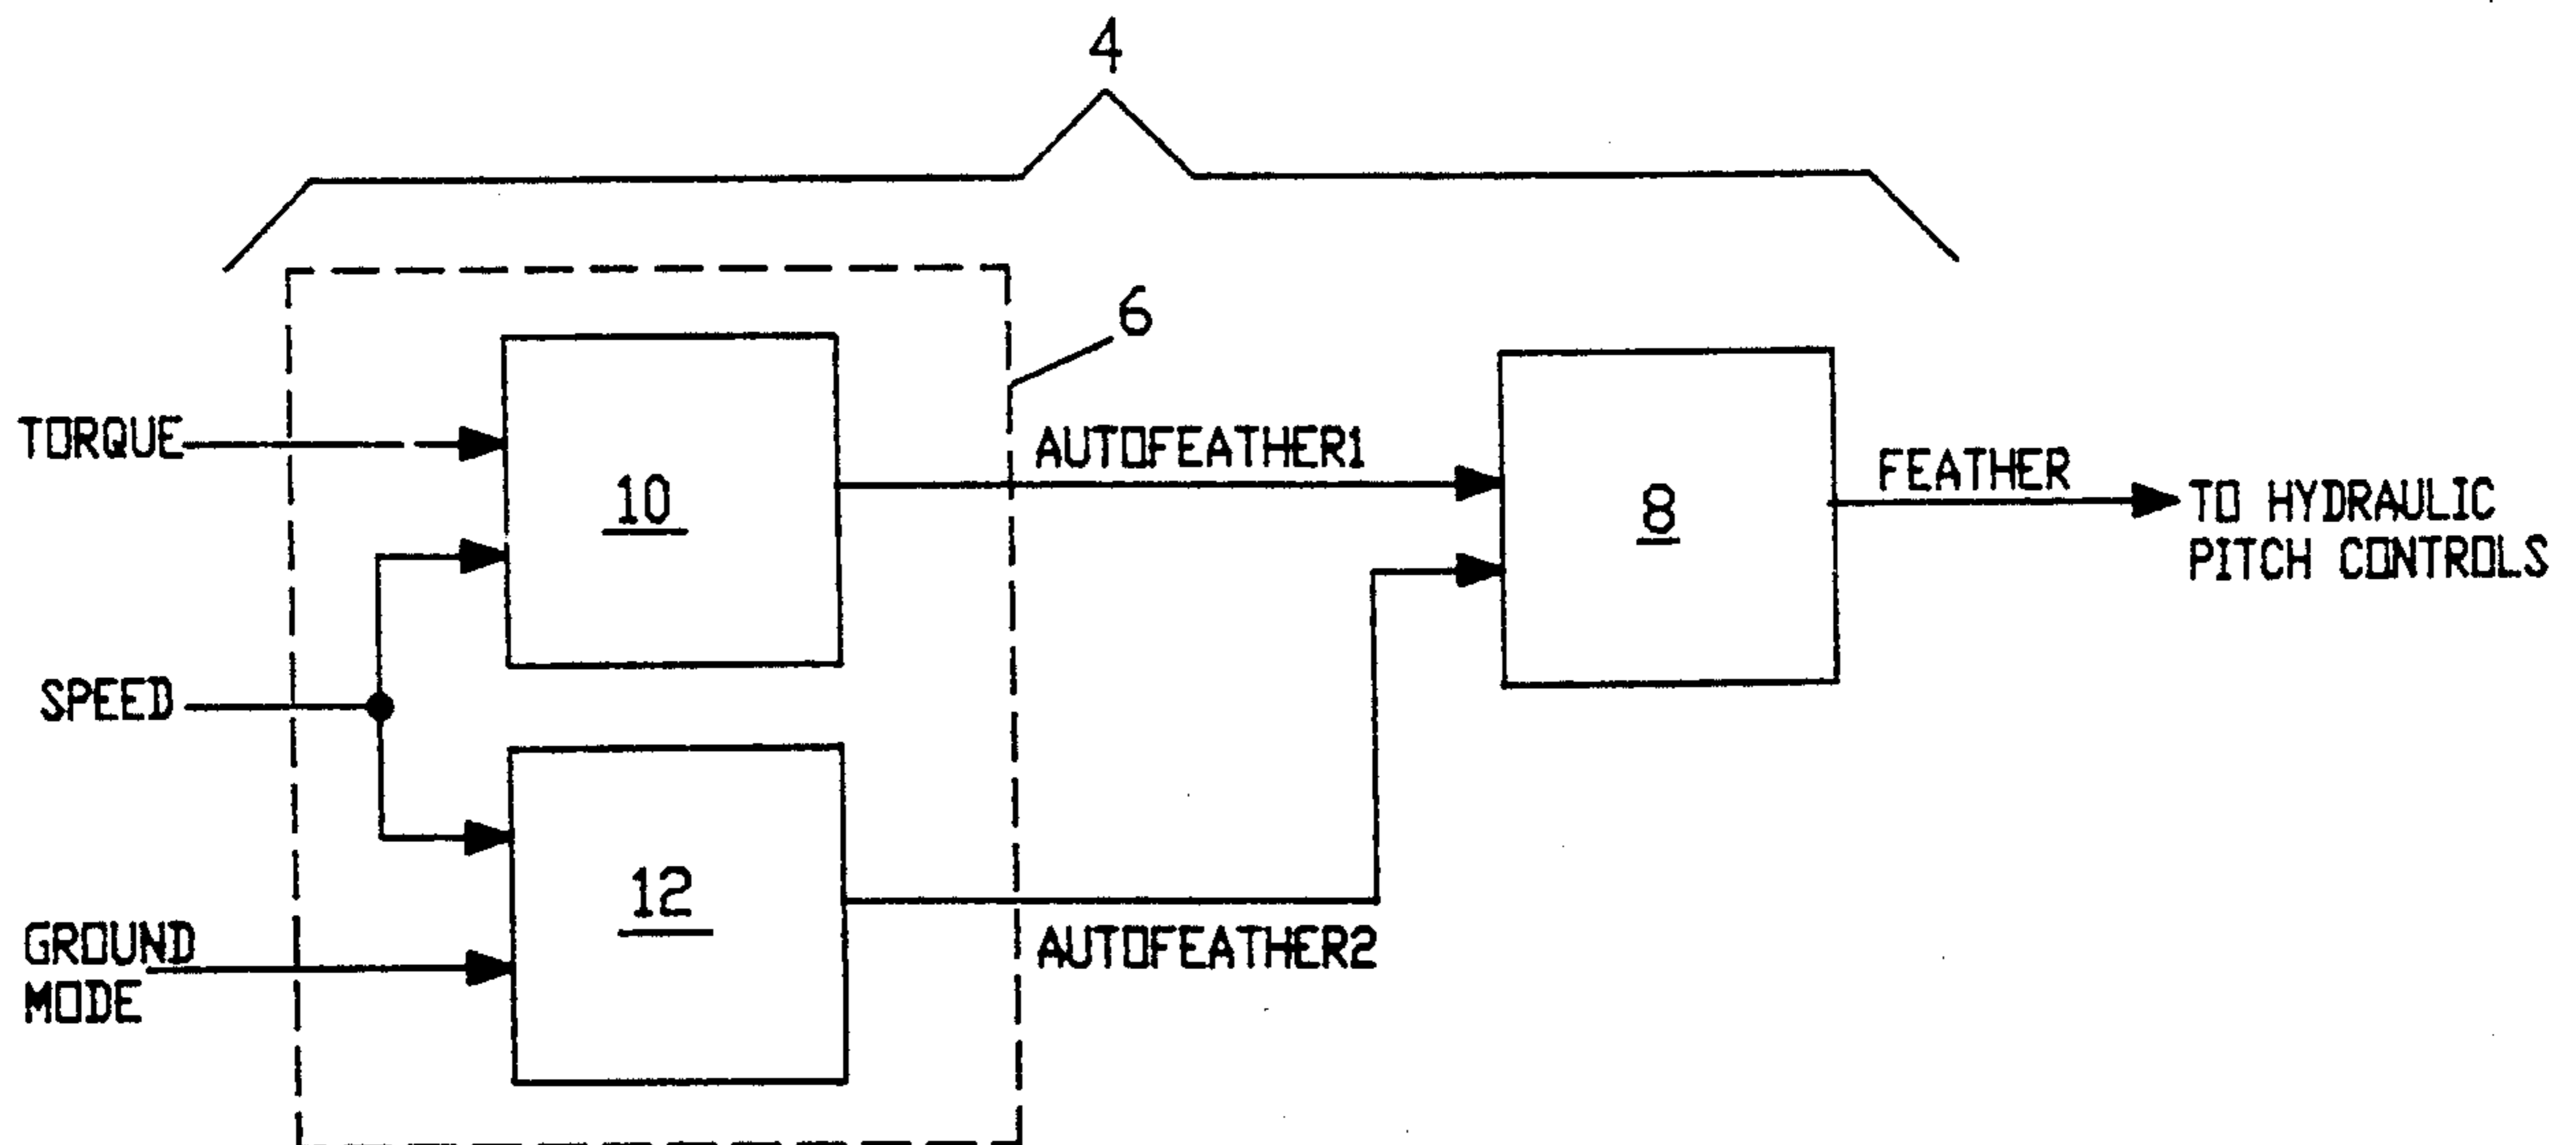 4
6
TORQUE
10
AUTOFEATHER1
8
FEATHER
TO HYDRAULIC
PITCH CONTROLS
SPEED
12
GROUND
MODE
AUTOFEATHER2